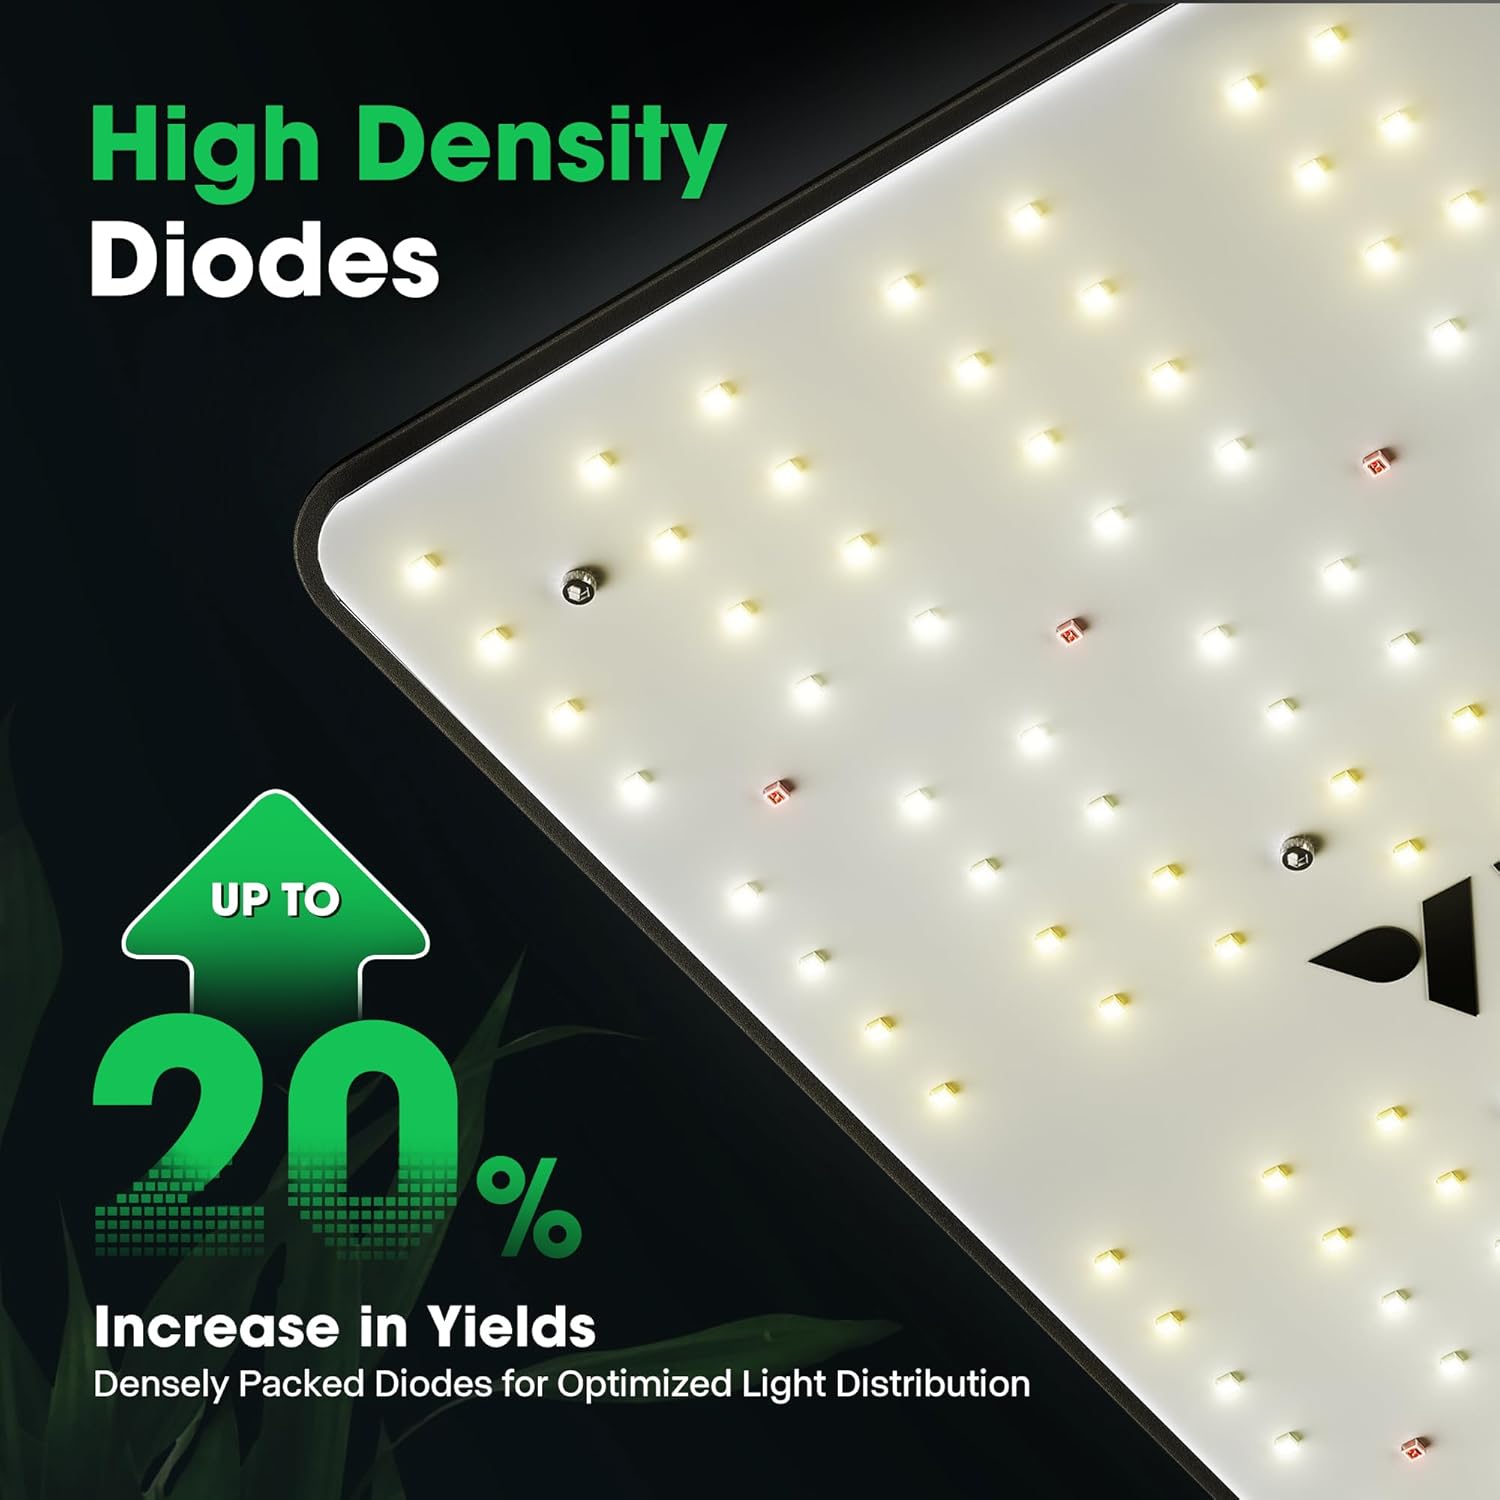 High Density
Diodes
UP TO
20%
Increase in Yields
Densely Packed Diodes for Optimized Light Distribution